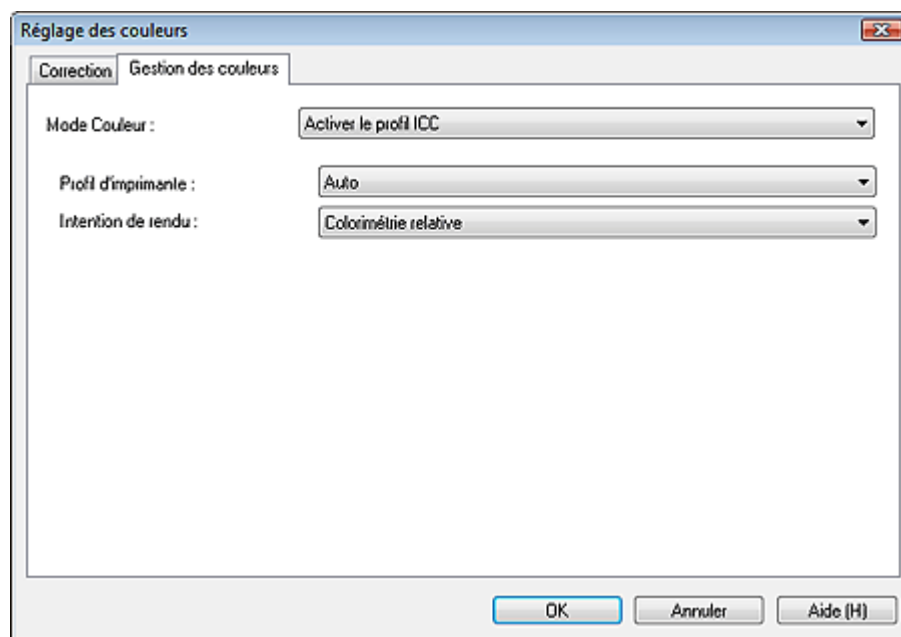 Réglage des couleurs
Correction Gestion des couleurs
Mode Couleur : Activer le profil ICC
Profil d'imprimante : Auto
Intention de rendu : Colorimétrie relative
OK Annuler Aide (H)